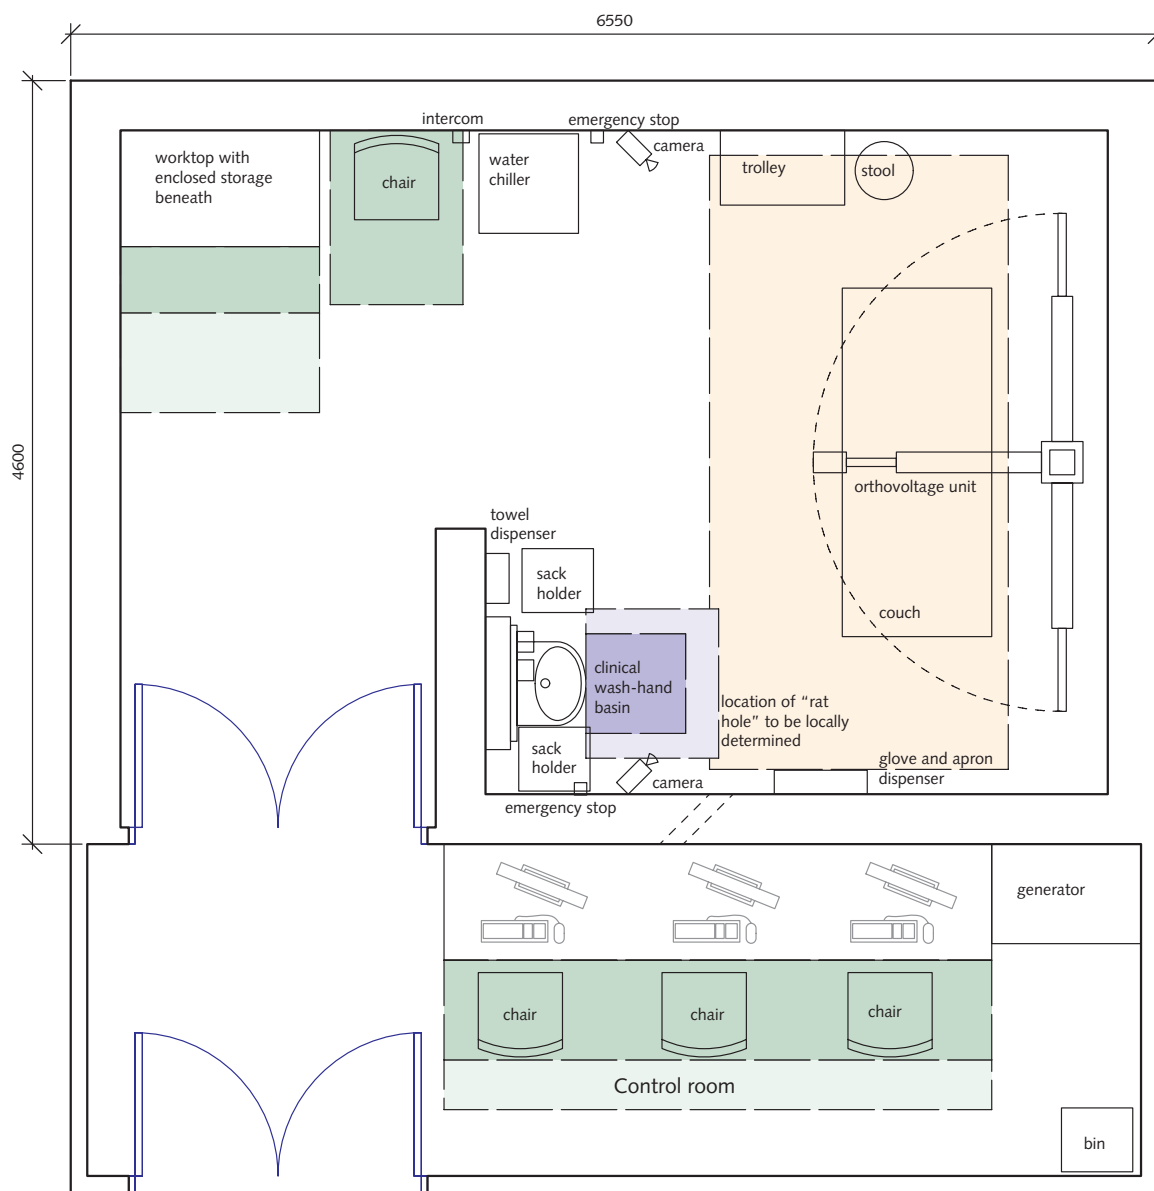 6550
4600
intercom
emergency stop
camera
worktop with
enclosed storage
beneath
chair
water
chiller
trolley
stool
orthovoltage unit
couch
towel
dispenser
sack
holder
clinical
wash-hand
basin
location of “rat
hole” to be locally
determined
sack
holder
camera
glove and apron
dispenser
emergency stop
generator
chair
chair
chair
Control room
bin